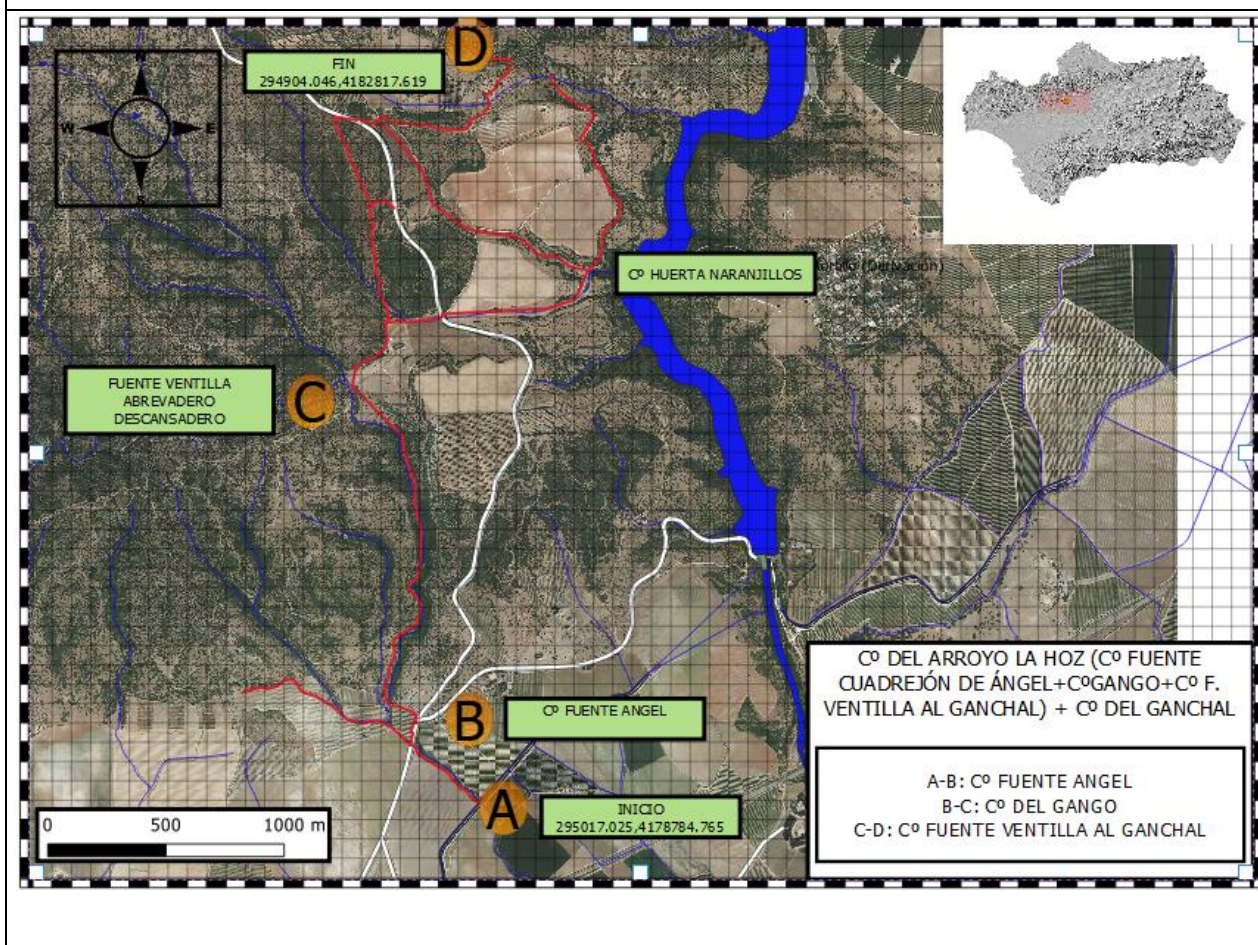 D
FIN
294904.046,4182817.619
N
W
E
S
Cº HUERTA NARANJILLOS
(Derivación)
FUENTE VENTILLA
ABREVADERO
DESCANSADERO
C
Cº DEL ARROYO LA HOZ (Cº FUENTE
CUADREJÓN DE ÁNGEL+CºGANGO+Cº F.
VENTILLA AL GANCHAL) + Cº DEL GANCHAL
B
Cº FUENTE ANGEL
A-B: Cº FUENTE ANGEL
B-C: Cº DEL GANGO
C-D: Cº FUENTE VENTILLA AL GANCHAL
A
INICIO
295017.025,4178784.765
0 500 1000 m